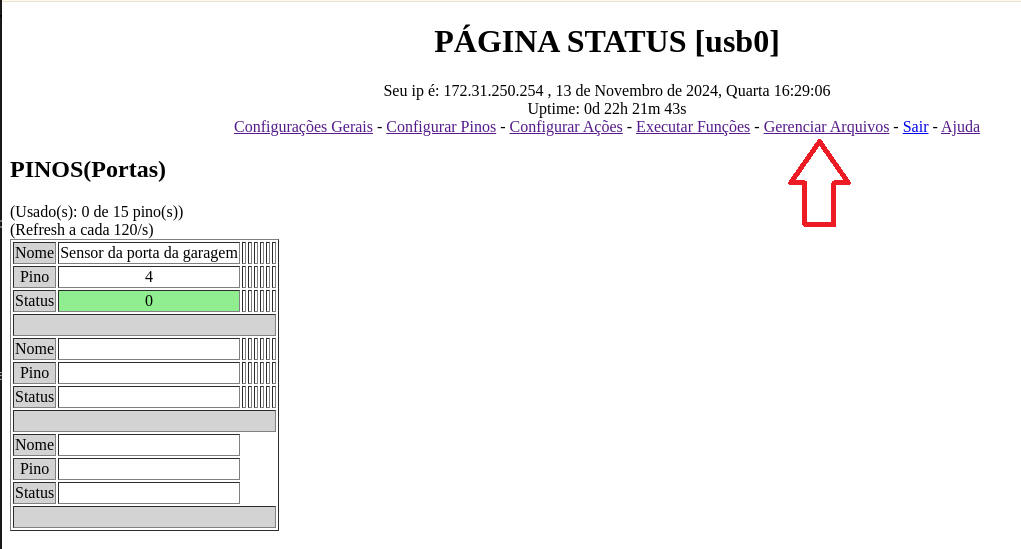 PÁGINA STATUS [usb0]
Seu ip é: 172.31.250.254 , 13 de Novembro de 2024, Quarta 16:29:06
Uptime: 0d 22h 21m 43s
Configurações Gerais - Configurar Pinos - Configurar Ações - Executar Funções - Gerenciar Arquivos - Sair - Ajuda
PINOS(Portas)
(Usado(s): 0 de 15 pino(s))
(Refresh a cada 120/s)
Nome Sensor da porta da garagem
Pino 4
Status 0
Nome
Pino
Status
Nome
Pino
Status